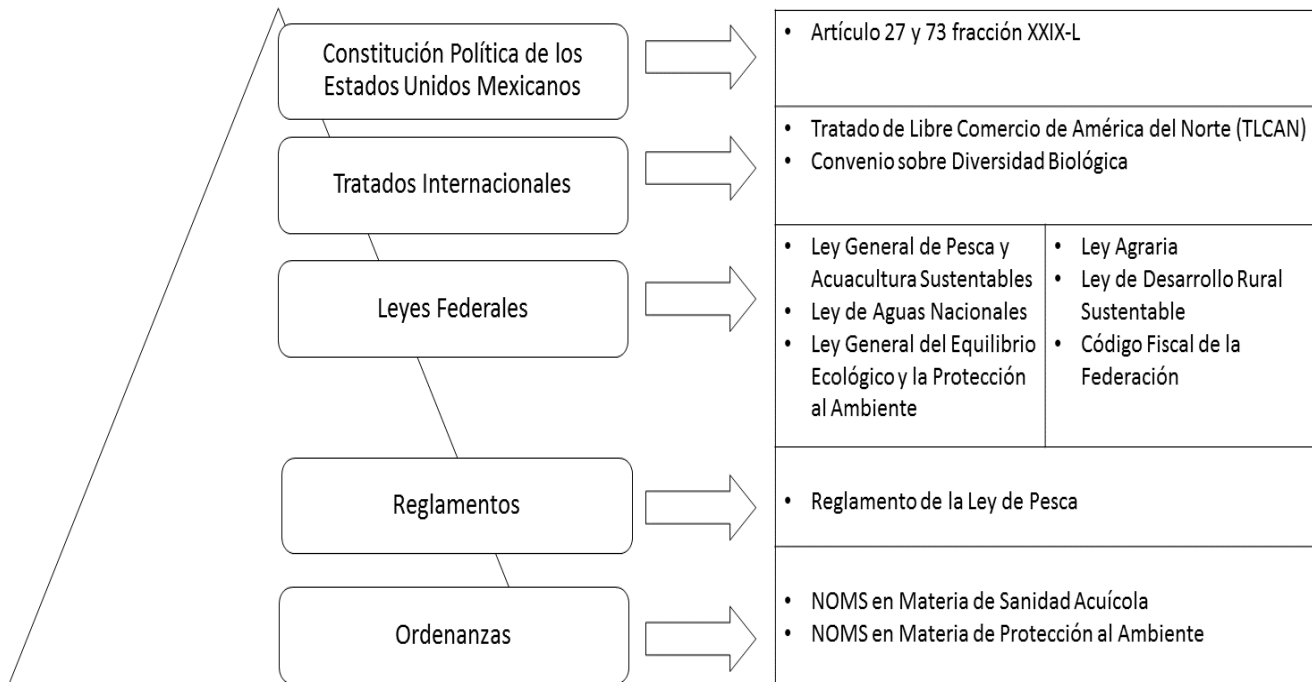 Constitución Política de los
Estados Unidos Mexicanos
• Artículo 27 y 73 fracción XXIX-L
Tratados Internacionales
• Tratado de Libre Comercio de América del Norte (TLCAN)
• Convenio sobre Diversidad Biológica
Leyes Federales
• Ley General de Pesca y
Acuacultura Sustentables
• Ley de Aguas Nacionales
• Ley General del Equilibrio
Ecológico y la Protección
al Ambiente
• Ley Agraria
• Ley de Desarrollo Rural
Sustentable
• Código Fiscal de la
Federación
Reglamentos
• Reglamento de la Ley de Pesca
Ordenanzas
• NOMS en Materia de Sanidad Acuícola
• NOMS en Materia de Protección al Ambiente